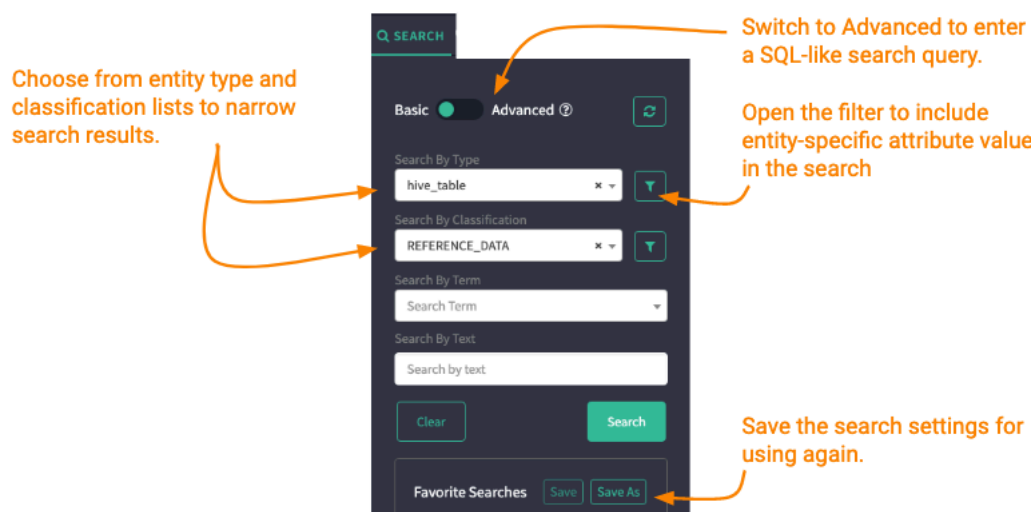 SEARCH
Switch to Advanced to enter
a SQL-like search query.
Choose from entity type and
classification lists to narrow
search results.
Basic Advanced ?
Open the filter to include
entity-specific attribute value
in the search
Search By Type
hive_table
Search By Classification
REFERENCE_DATA
Search By Term
Search Term
Search By Text
Search by text
Clear Search
Save the search settings for
using again.
Favorite Searches Save Save As